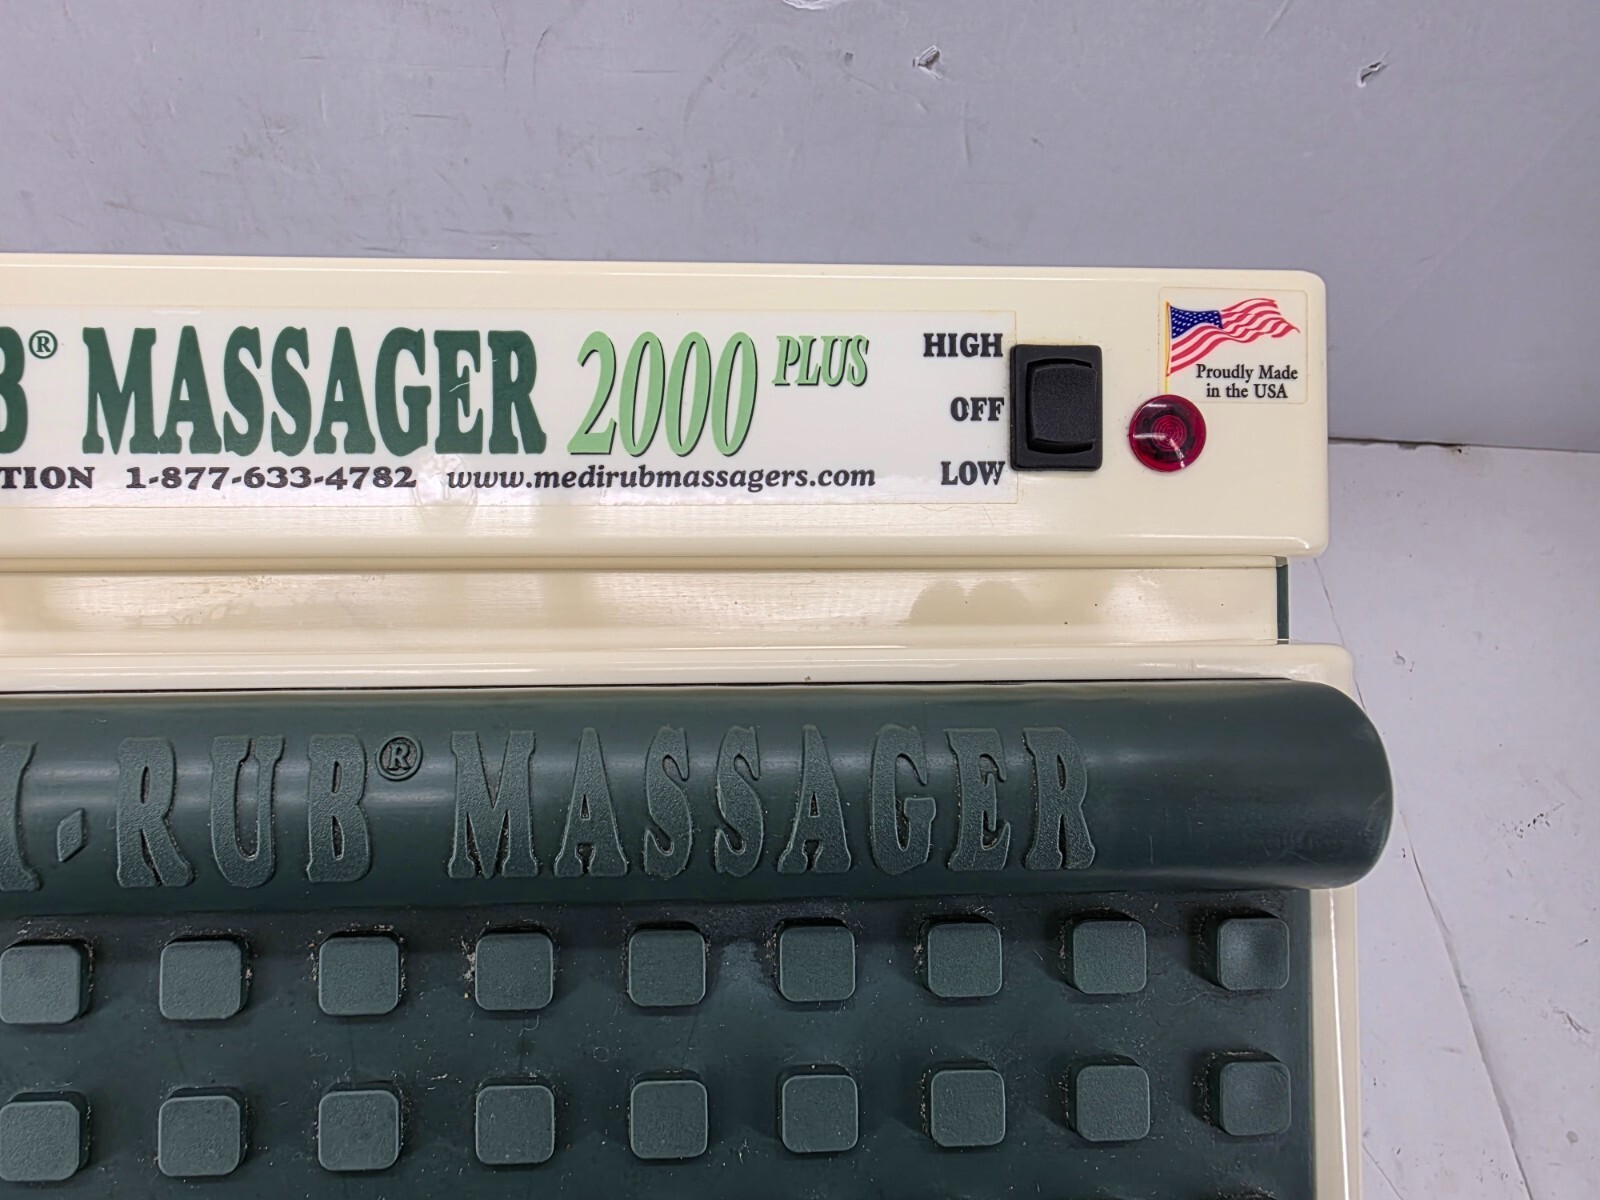 B® MASSAGER 2000 PLUS
TION 1-877-633-4782 www.medirubmassagers.com
HIGH
OFF
LOW
Proudly Made
in the USA
I·RUB® MASSAGER